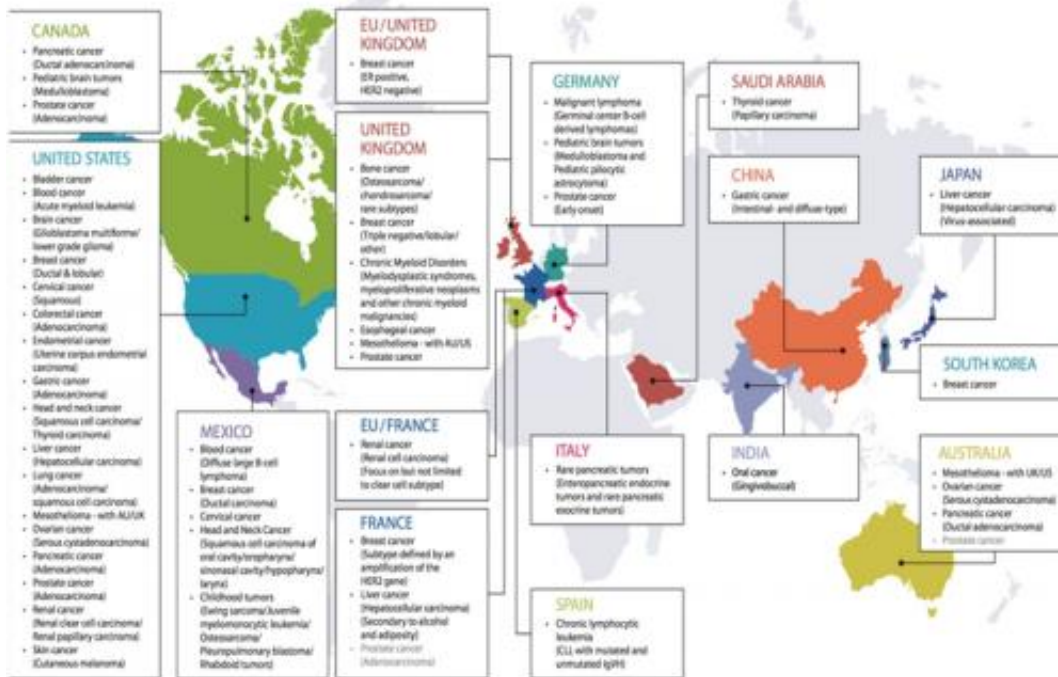 CANADA
• Pancreatic cancer
(Ductal adenocarcinoma)
• Pediatric brain tumors
(Medulloblastoma)
• Prostate cancer
(Adenocarcinoma)
UNITED STATES
• Bladder cancer
• Blood cancer
(Acute myeloid leukemia)
• Brain cancer
(Glioblastoma multiforme/
lower grade glioma)
• Breast cancer
(Ductal & lobular)
• Cervical cancer
(Squamous)
• Colorectal cancer
(Adenocarcinoma)
• Endometrial cancer
(Uterine corpus endometrial
carcinoma)
• Gastric cancer
(Adenocarcinoma)
• Head and neck cancer
(Squamous cell carcinoma/
Thyroid carcinoma)
• Liver cancer
(Hepatocellular carcinoma)
• Lung cancer
(Adenocarcinoma/
squamous cell carcinoma)
• Mesothelioma - with AU/UK
• Ovarian cancer
(Serous cystadenocarcinoma)
• Pancreatic cancer
(Adenocarcinoma)
• Prostate cancer
(Adenocarcinoma)
• Renal cancer
(Renal clear cell carcinoma/
Renal papillary carcinoma)
• Skin cancer
(Cutaneous melanoma)
MEXICO
• Blood cancer
(Diffuse large B-cell
lymphoma)
• Breast cancer
(Ductal carcinoma)
• Cervical cancer
• Head and Neck Cancer
(Squamous cell carcinoma of
oral cavity/oropharynx/
sinonasal cavity/hypopharynx/
larynx)
• Childhood tumors
(Ewing sarcoma/Juvenile
myelomonocytic leukemia/
Osteosarcoma/
Pleuropulmonary blastoma/
Rhabdoid tumors)
EU/UNITED
KINGDOM
• Breast cancer
(ER positive,
HER2 negative)
UNITED
KINGDOM
• Bone cancer
(Osteosarcoma/
chondrosarcoma/
rare subtypes)
• Breast cancer
(Triple negative/lobular/
other)
• Chronic Myeloid Disorders
(Myelodysplastic syndromes,
myeloproliferative neoplasms
and other chronic myeloid
malignancies)
• Esophageal cancer
• Mesothelioma - with AU/US
• Prostate cancer
EU/FRANCE
• Renal cancer
(Renal cell carcinoma)
(Focus on but not limited
to clear cell subtype)
FRANCE
• Breast cancer
(Subtype defined by an
amplification of the
HER2 gene)
• Liver cancer
(Hepatocellular carcinoma)
(Secondary to alcohol
and adiposity)
• Prostate cancer
(Adenocarcinoma)
GERMANY
• Malignant lymphoma
(Germinal center B-cell
derived lymphomas)
• Pediatric brain tumors
(Medulloblastoma and
Pediatric pilocytic
astrocytoma)
• Prostate cancer
(Early onset)
ITALY
• Rare pancreatic tumors
(Enteropancreatic endocrine
tumors and rare pancreatic
exocrine tumors)
SPAIN
• Chronic lymphocytic
leukemia
(CLL with mutated and
unmutated IgVH)
SAUDI ARABIA
• Thyroid cancer
(Papillary carcinoma)
CHINA
• Gastric cancer
(Intestinal- and diffuse-type)
INDIA
• Oral cancer
(Gingivobuccal)
JAPAN
• Liver cancer
(Hepatocellular carcinoma)
(Virus-associated)
SOUTH KOREA
• Breast cancer
AUSTRALIA
• Mesothelioma - with UK/US
• Ovarian cancer
(Serous cystadenocarcinoma)
• Pancreatic cancer
(Ductal adenocarcinoma)
• Prostate cancer